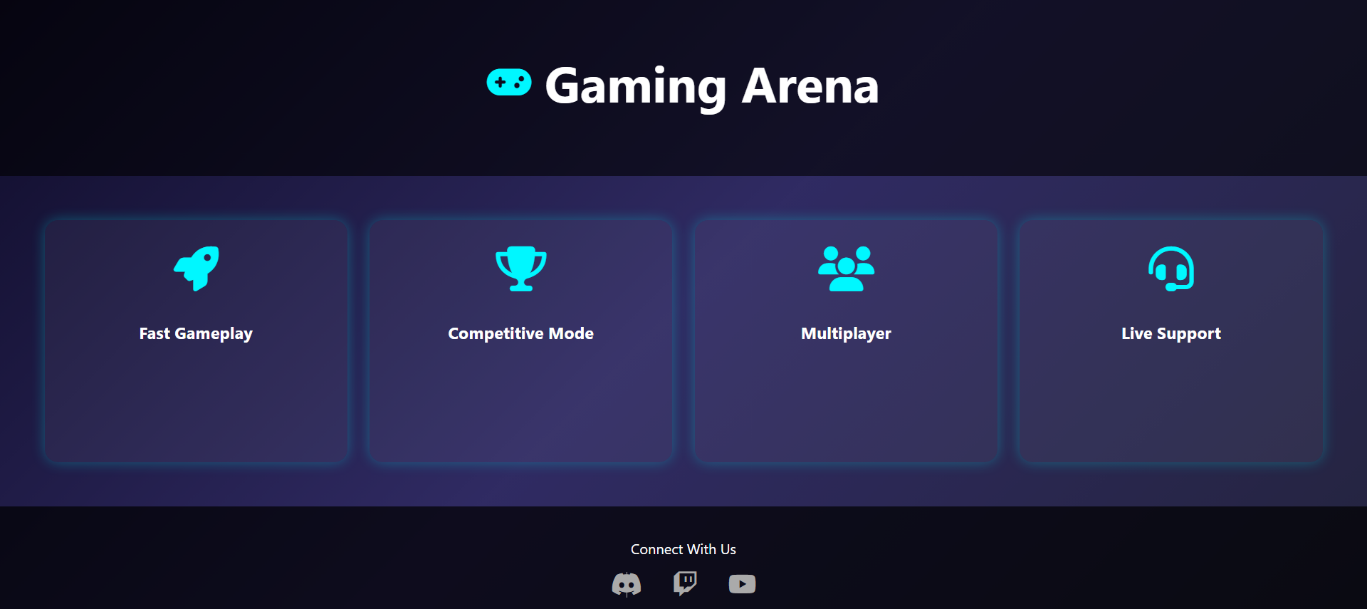 Gaming Arena
Fast Gameplay
Competitive Mode
Multiplayer
Live Support
Connect With Us